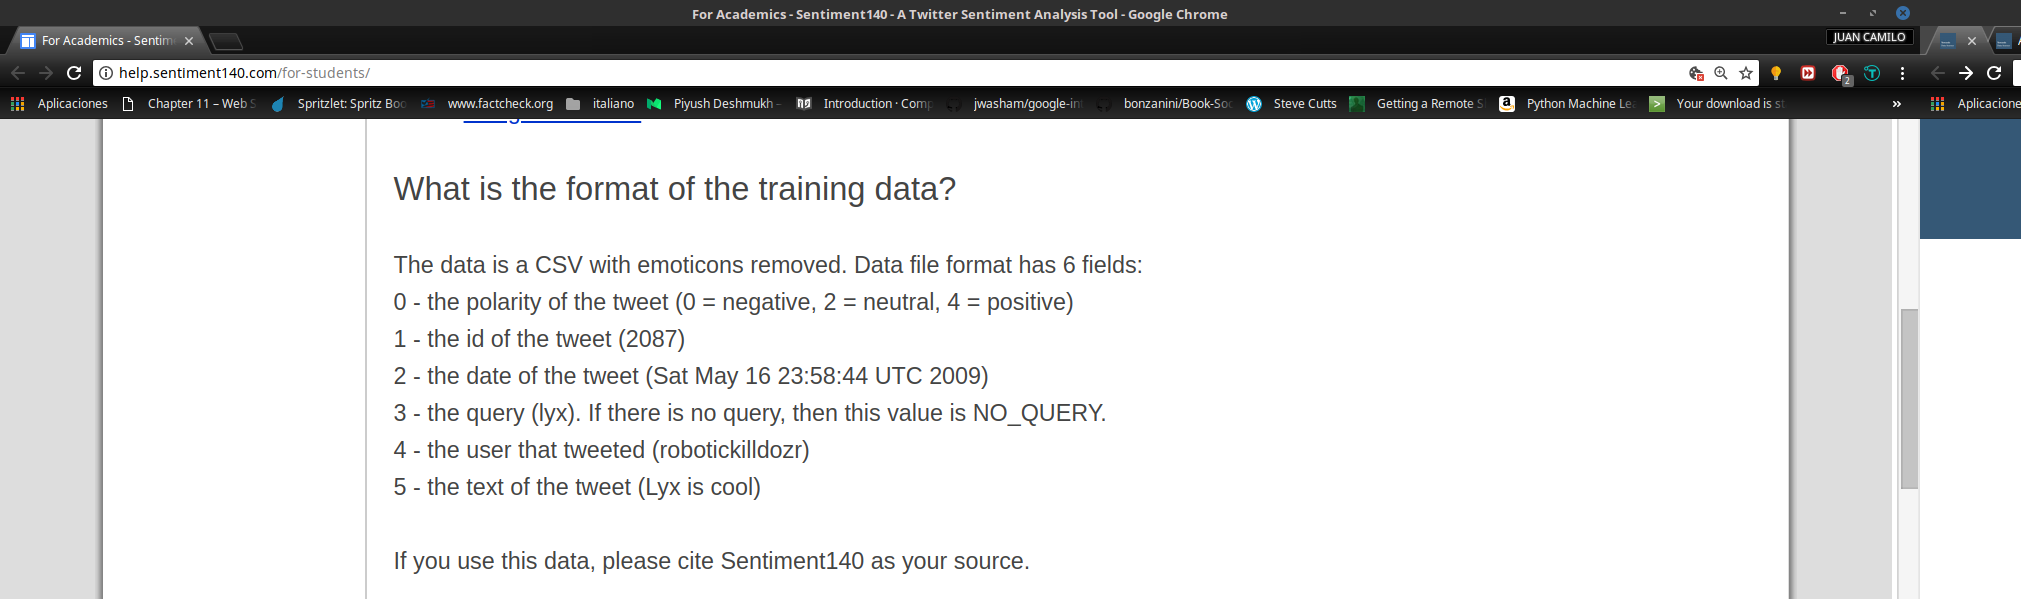 For Academics - Sentiment140 - A Twitter Sentiment Analysis Tool - Google Chrome
For Academics - Sentim
JUAN CAMILO
help.sentiment140.com/for-students/
2
Aplicaciones Chapter 11 – Web S Spritzlet: Spritz Boo www.factcheck.org italiano Piyush Deshmukh – Introduction · Comp jwasham/google-in bonzanini/Book-Soc Steve Cutts Getting a Remote S Python Machine Lea Your download is st » Aplicacione
What is the format of the training data?
The data is a CSV with emoticons removed. Data file format has 6 fields:
0 - the polarity of the tweet (0 = negative, 2 = neutral, 4 = positive)
1 - the id of the tweet (2087)
2 - the date of the tweet (Sat May 16 23:58:44 UTC 2009)
3 - the query (lyx). If there is no query, then this value is NO_QUERY.
4 - the user that tweeted (robotickilldozr)
5 - the text of the tweet (Lyx is cool)
If you use this data, please cite Sentiment140 as your source.